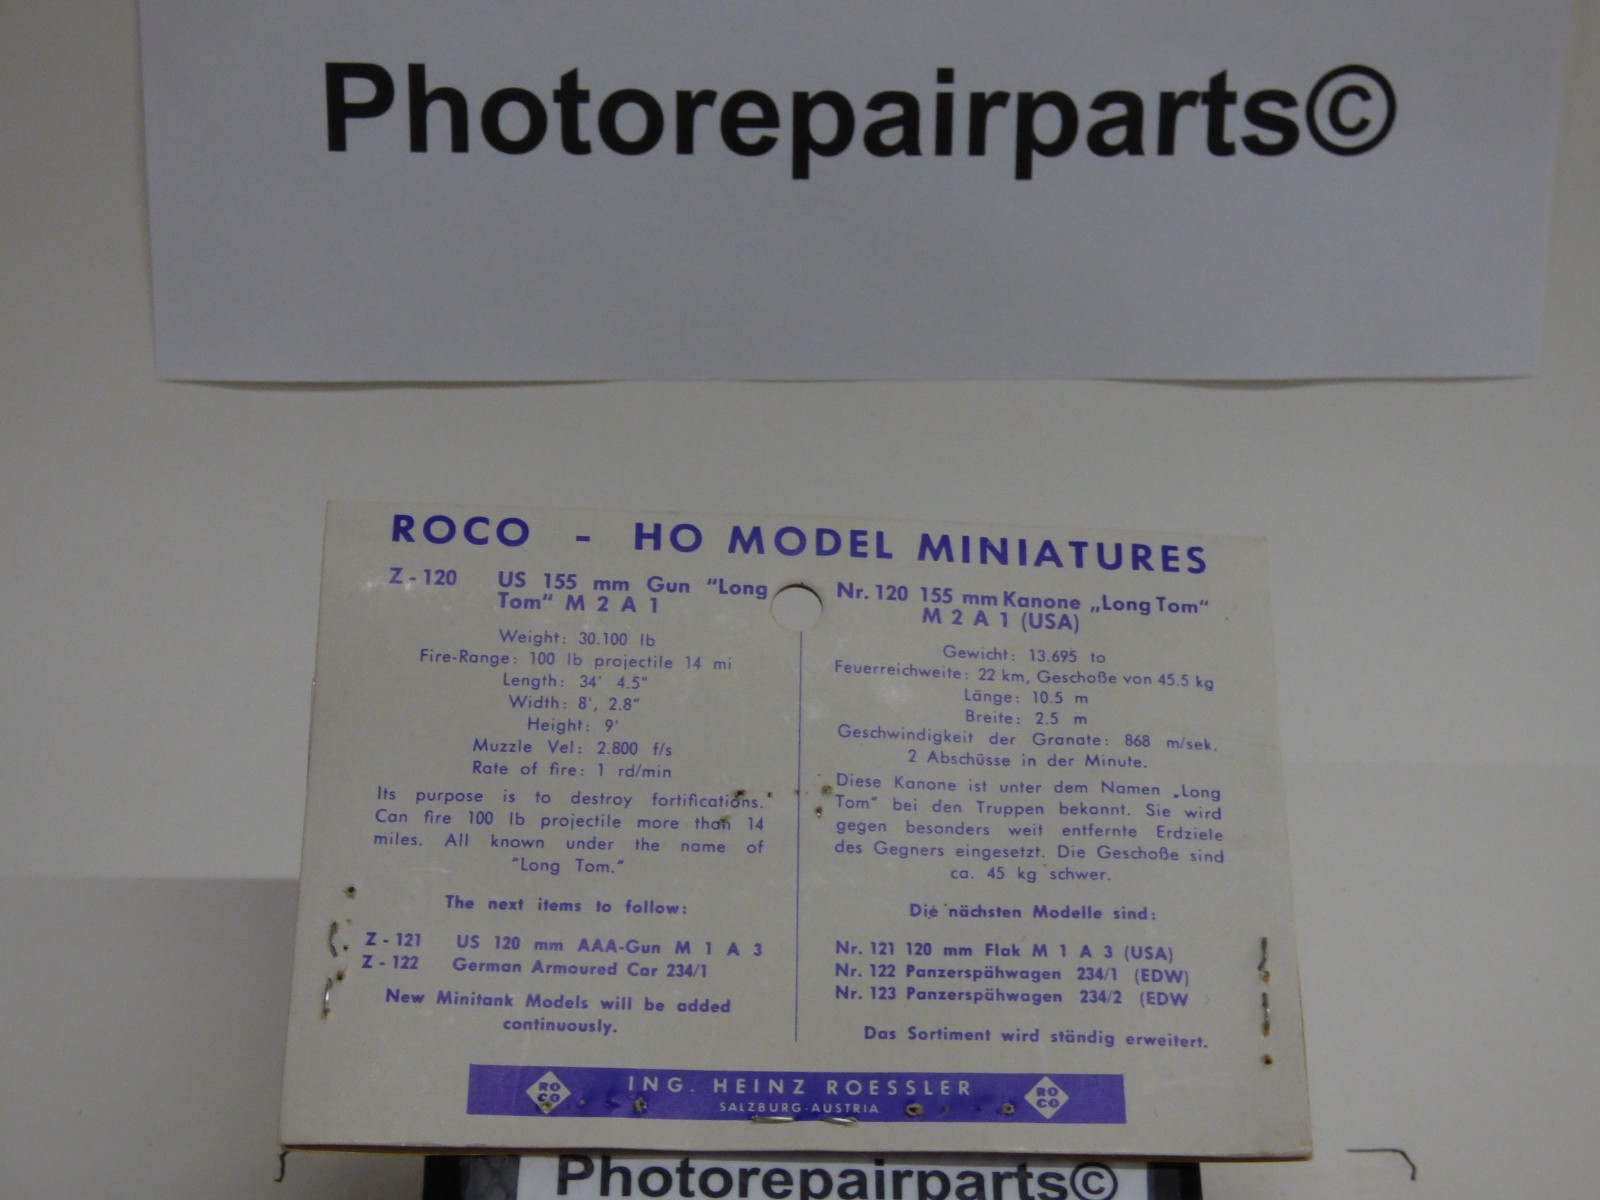 Photorepairparts©
ROCO - HO MODEL MINIATURES
Z - 120 US 155 mm Gun "Long
Tom" M 2 A 1
Weight: 30.100 lb
Fire-Range: 100 lb projectile 14 mi
Length: 34' 4.5"
Width: 8', 2.8"
Height: 9'
Muzzle Vel: 2.800 f/s
Rate of fire: 1 rd/min
Its purpose is to destroy fortifications.
Can fire 100 lb projectile more than 14
miles. All known under the name of
"Long Tom."
The next items to follow:
Z - 121 US 120 mm AAA-Gun M 1 A 3
Z - 122 German Armoured Car 234/1
New Minitank Models will be added
continuously.
Nr. 120 155 mm Kanone „Long Tom"
M 2 A 1 (USA)
Gewicht: 13.695 to
Feuerreichweite: 22 km, Geschoße von 45.5 kg
Länge: 10.5 m
Breite: 2.5 m
Geschwindigkeit der Granate: 868 m/sek.
2 Abschüsse in der Minute.
Diese Kanone ist unter dem Namen „Long
Tom" bei den Truppen bekannt. Sie wird
gegen besonders weit entfernte Erdziele
des Gegners eingesetzt. Die Geschoße sind
ca. 45 kg schwer.
Die nächsten Modelle sind:
Nr. 121 120 mm Flak M 1 A 3 (USA)
Nr. 122 Panzerspähwagen 234/1 (EDW)
Nr. 123 Panzerspähwagen 234/2 (EDW
Das Sortiment wird ständig erweitert.
RO
CO
ING. HEINZ ROESSLER
SALZBURG-AUSTRIA
RO
CO
Photorepairparts©